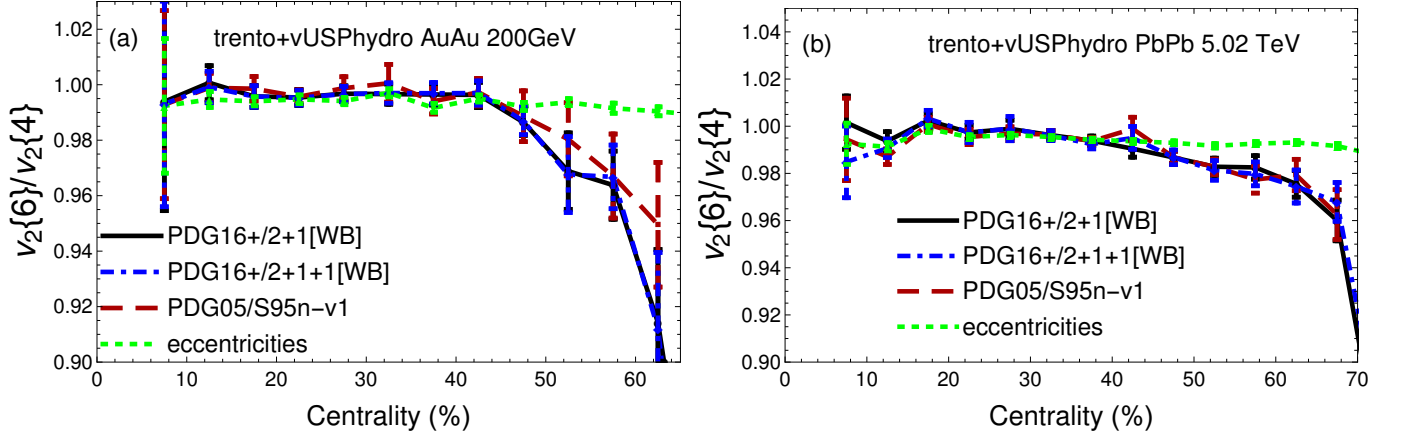 (a) trento+vUSPhydro AuAu 200GeV
v₂{6}/v₂{4}
1.02
1.00
0.98
0.96
0.94
0.92
0.90
PDG16+/2+1[WB]
PDG16+/2+1+1[WB]
PDG05/S95n−v1
eccentricities
0 10 20 30 40 50 60
Centrality (%)
(b) trento+vUSPhydro PbPb 5.02 TeV
v₂{6}/v₂{4}
1.04
1.02
1.00
0.98
0.96
0.94
0.92
0.90
PDG16+/2+1[WB]
PDG16+/2+1+1[WB]
PDG05/S95n−v1
eccentricities
0 10 20 30 40 50 60 70
Centrality (%)